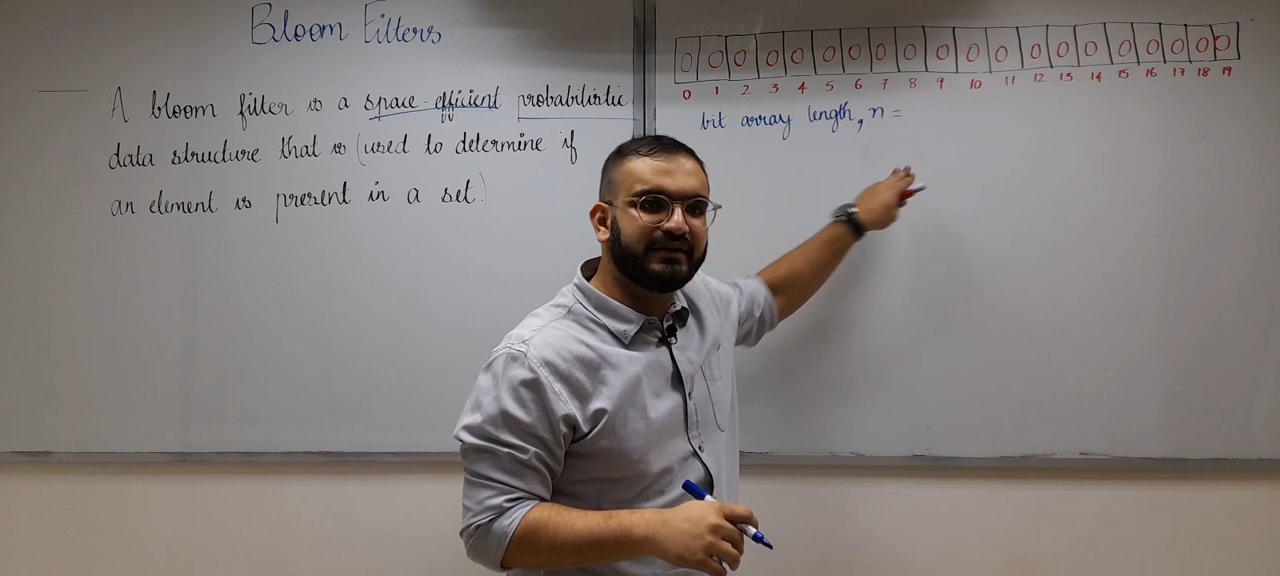 Bloom Filters
A bloom filter is a space-efficient probabilistic
data structure that is (used to determine if
an element is present in a set.)
0 0 0 0 0 0 0 0 0 0 0 0 0 0 0 0 0 0 0 0
0 1 2 3 4 5 6 7 8 9 10 11 12 13 14 15 16 17 18 19
bit array length, n =